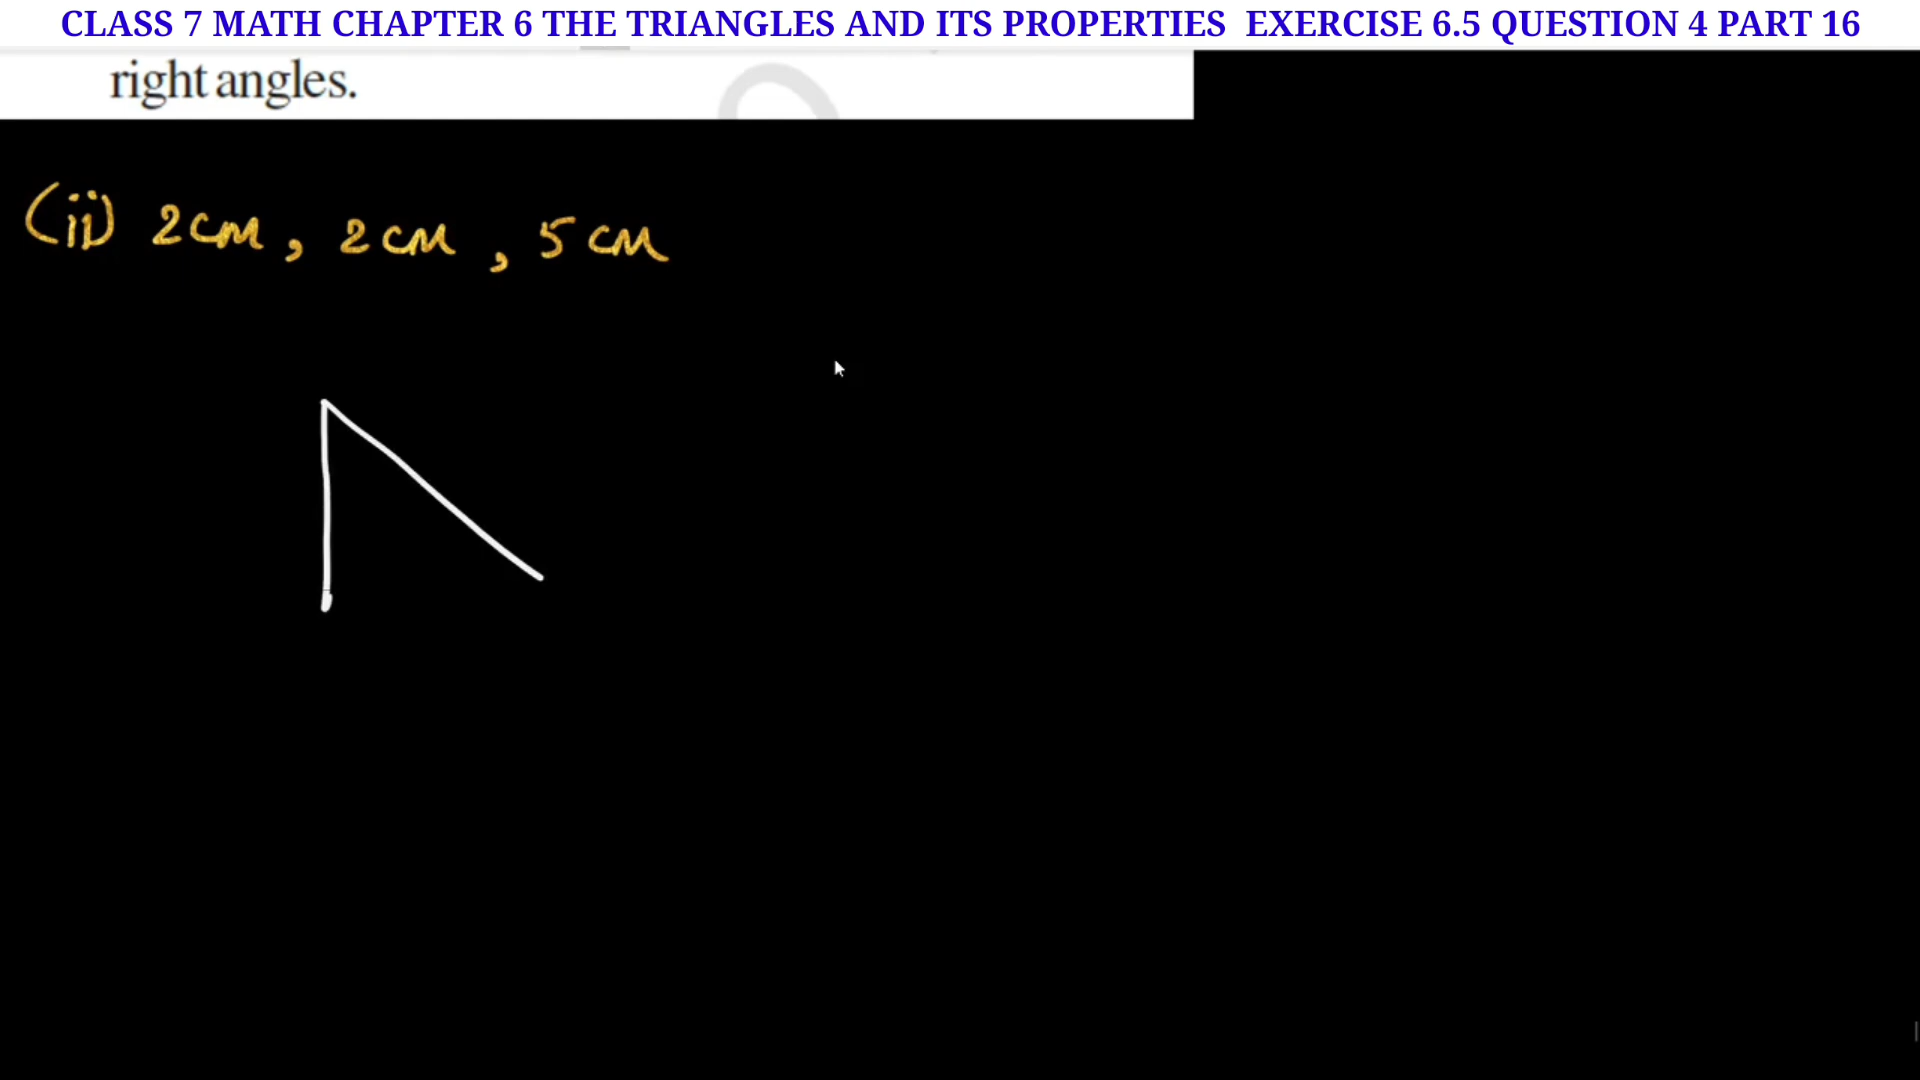 CLASS 7 MATH CHAPTER 6 THE TRIANGLES AND ITS PROPERTIES EXERCISE 6.5 QUESTION 4 PART 16
right angles.
(ii) 2cm, 2cm, 5cm